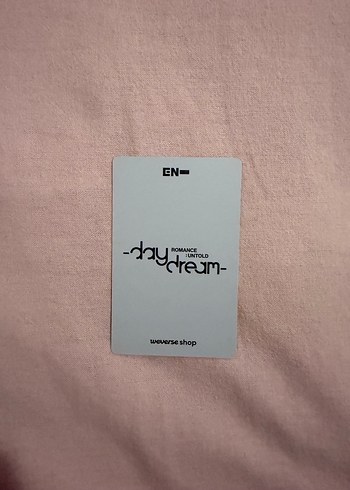 EN-
-day
ROMANCE
: UNTOLD
dream-
weverse shop